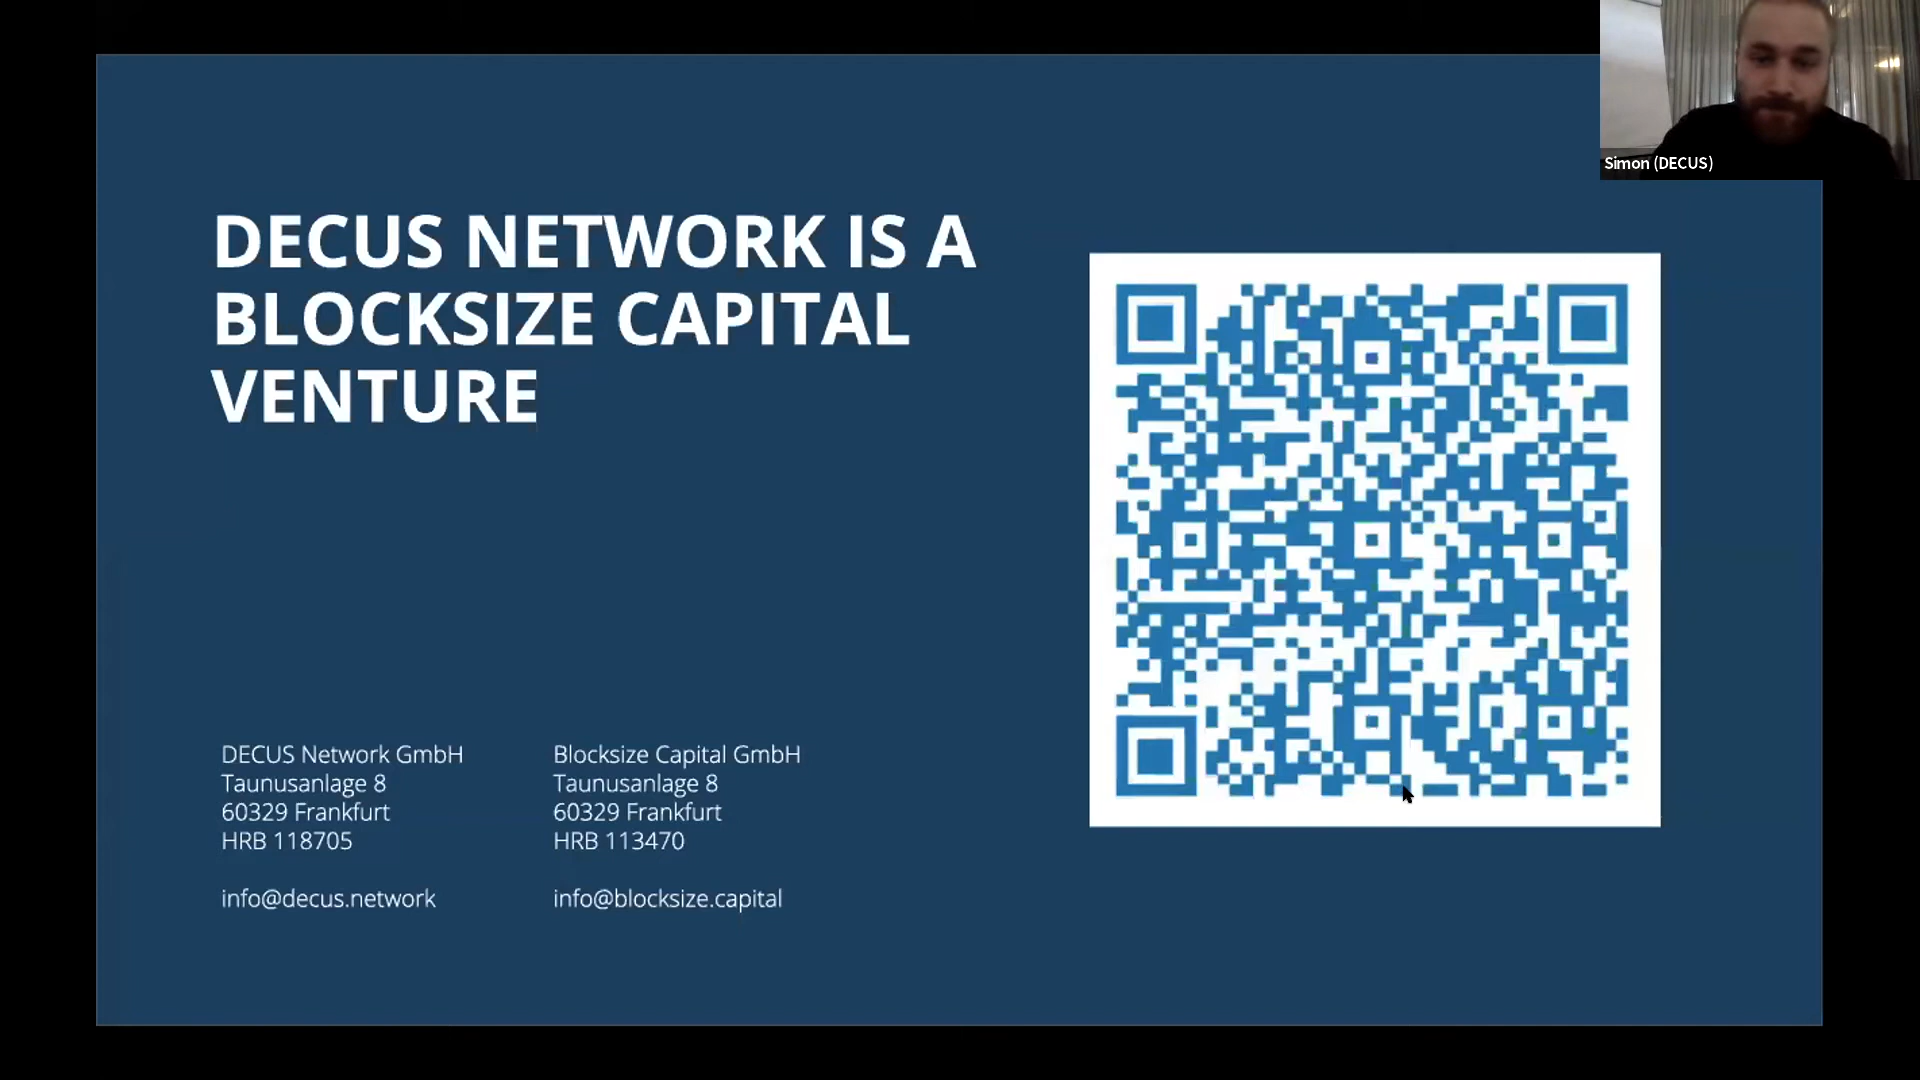 Simon (DECUS)
DECUS NETWORK IS A
BLOCKSIZE CAPITAL
VENTURE
DECUS Network GmbH
Taunusanlage 8
60329 Frankfurt
HRB 118705
info@decus.network
Blocksize Capital GmbH
Taunusanlage 8
60329 Frankfurt
HRB 113470
info@blocksize.capital